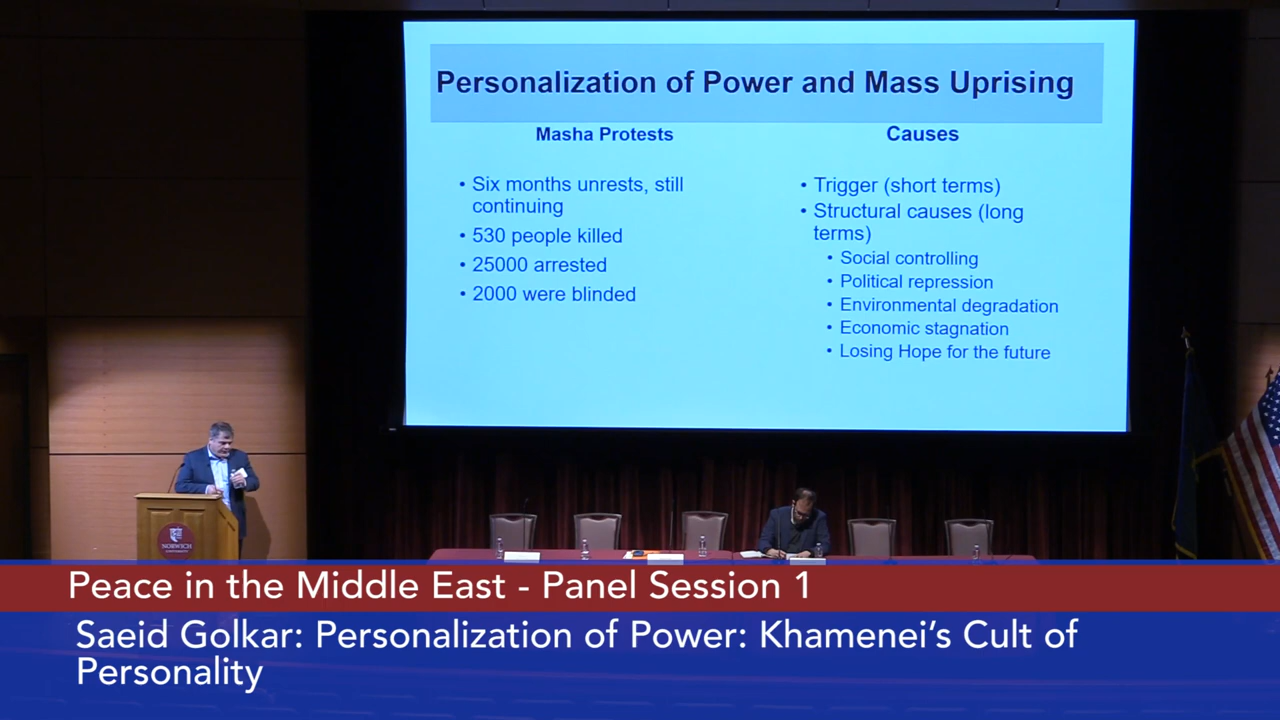 Personalization of Power and Mass Uprising
Masha Protests
• Six months unrests, still
continuing
• 530 people killed
• 25000 arrested
• 2000 were blinded
Causes
• Trigger (short terms)
• Structural causes (long
terms)
• Social controlling
• Political repression
• Environmental degradation
• Economic stagnation
• Losing Hope for the future
NORWICH
UNIVERSITY
Peace in the Middle East - Panel Session 1
Saeid Golkar: Personalization of Power: Khamenei’s Cult of
Personality